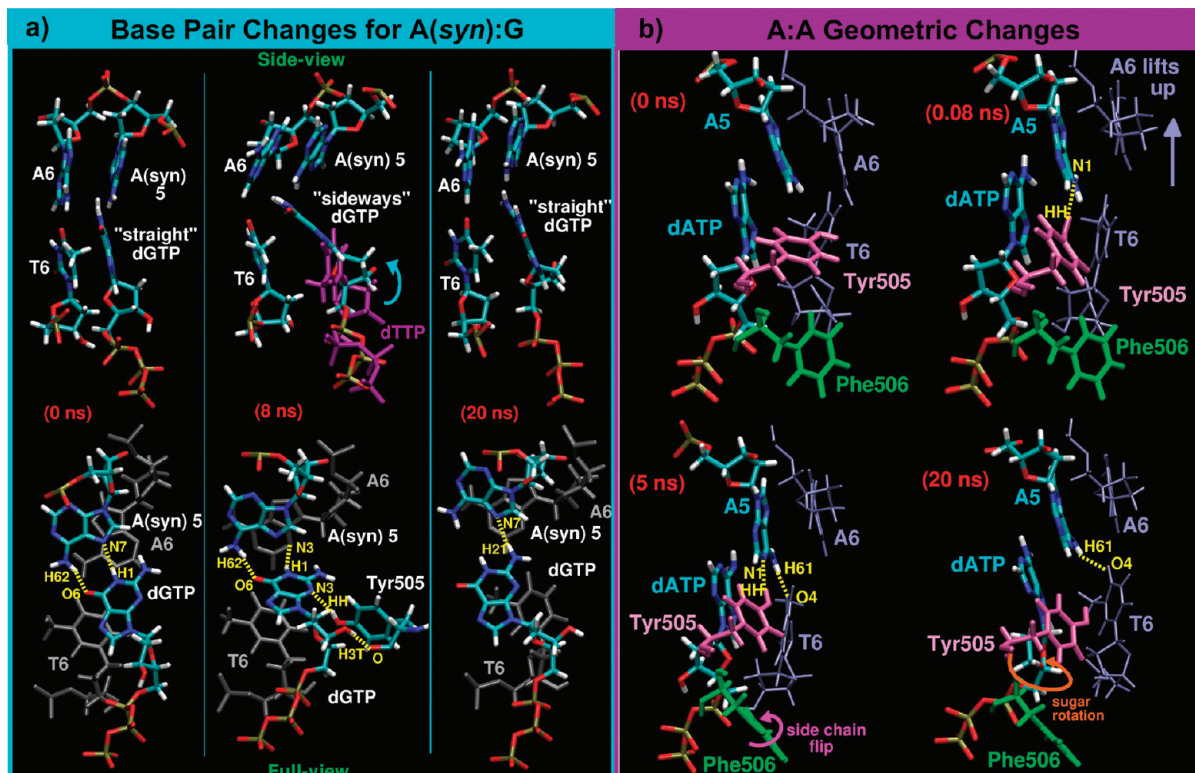 a) Base Pair Changes for A(syn):G
Side-view
A6
A(syn)
5
"straight"
dGTP
T6
(0 ns)
A6
A(syn) 5
"sideways"
dGTP
T6
dTTP
(8 ns)
A6
A(syn) 5
"straight"
dGTP
T6
(20 ns)
A(syn) 5
N7
A6
H62
H1
O6
dGTP
T6
A6
A(syn) 5
N3
H62
H1
O6
N3
Tyr505
HH
H3T
O
T6
dGTP
N7
A(syn) 5
A6
H21
dGTP
T6
Full-view
b) A:A Geometric Changes
(0 ns)
A5
A6
dATP
T6
Tyr505
Phe506
A6 lifts
up
(0.08 ns)
A5
N1
dATP
HH
T6
Tyr505
Phe506
(5 ns)
A5
A6
dATP
N1
H61
HH
O4
Tyr505
T6
side chain
flip
Phe506
(20 ns)
A5
A6
H61
dATP
O4
Tyr505
T6
sugar
rotation
Phe506